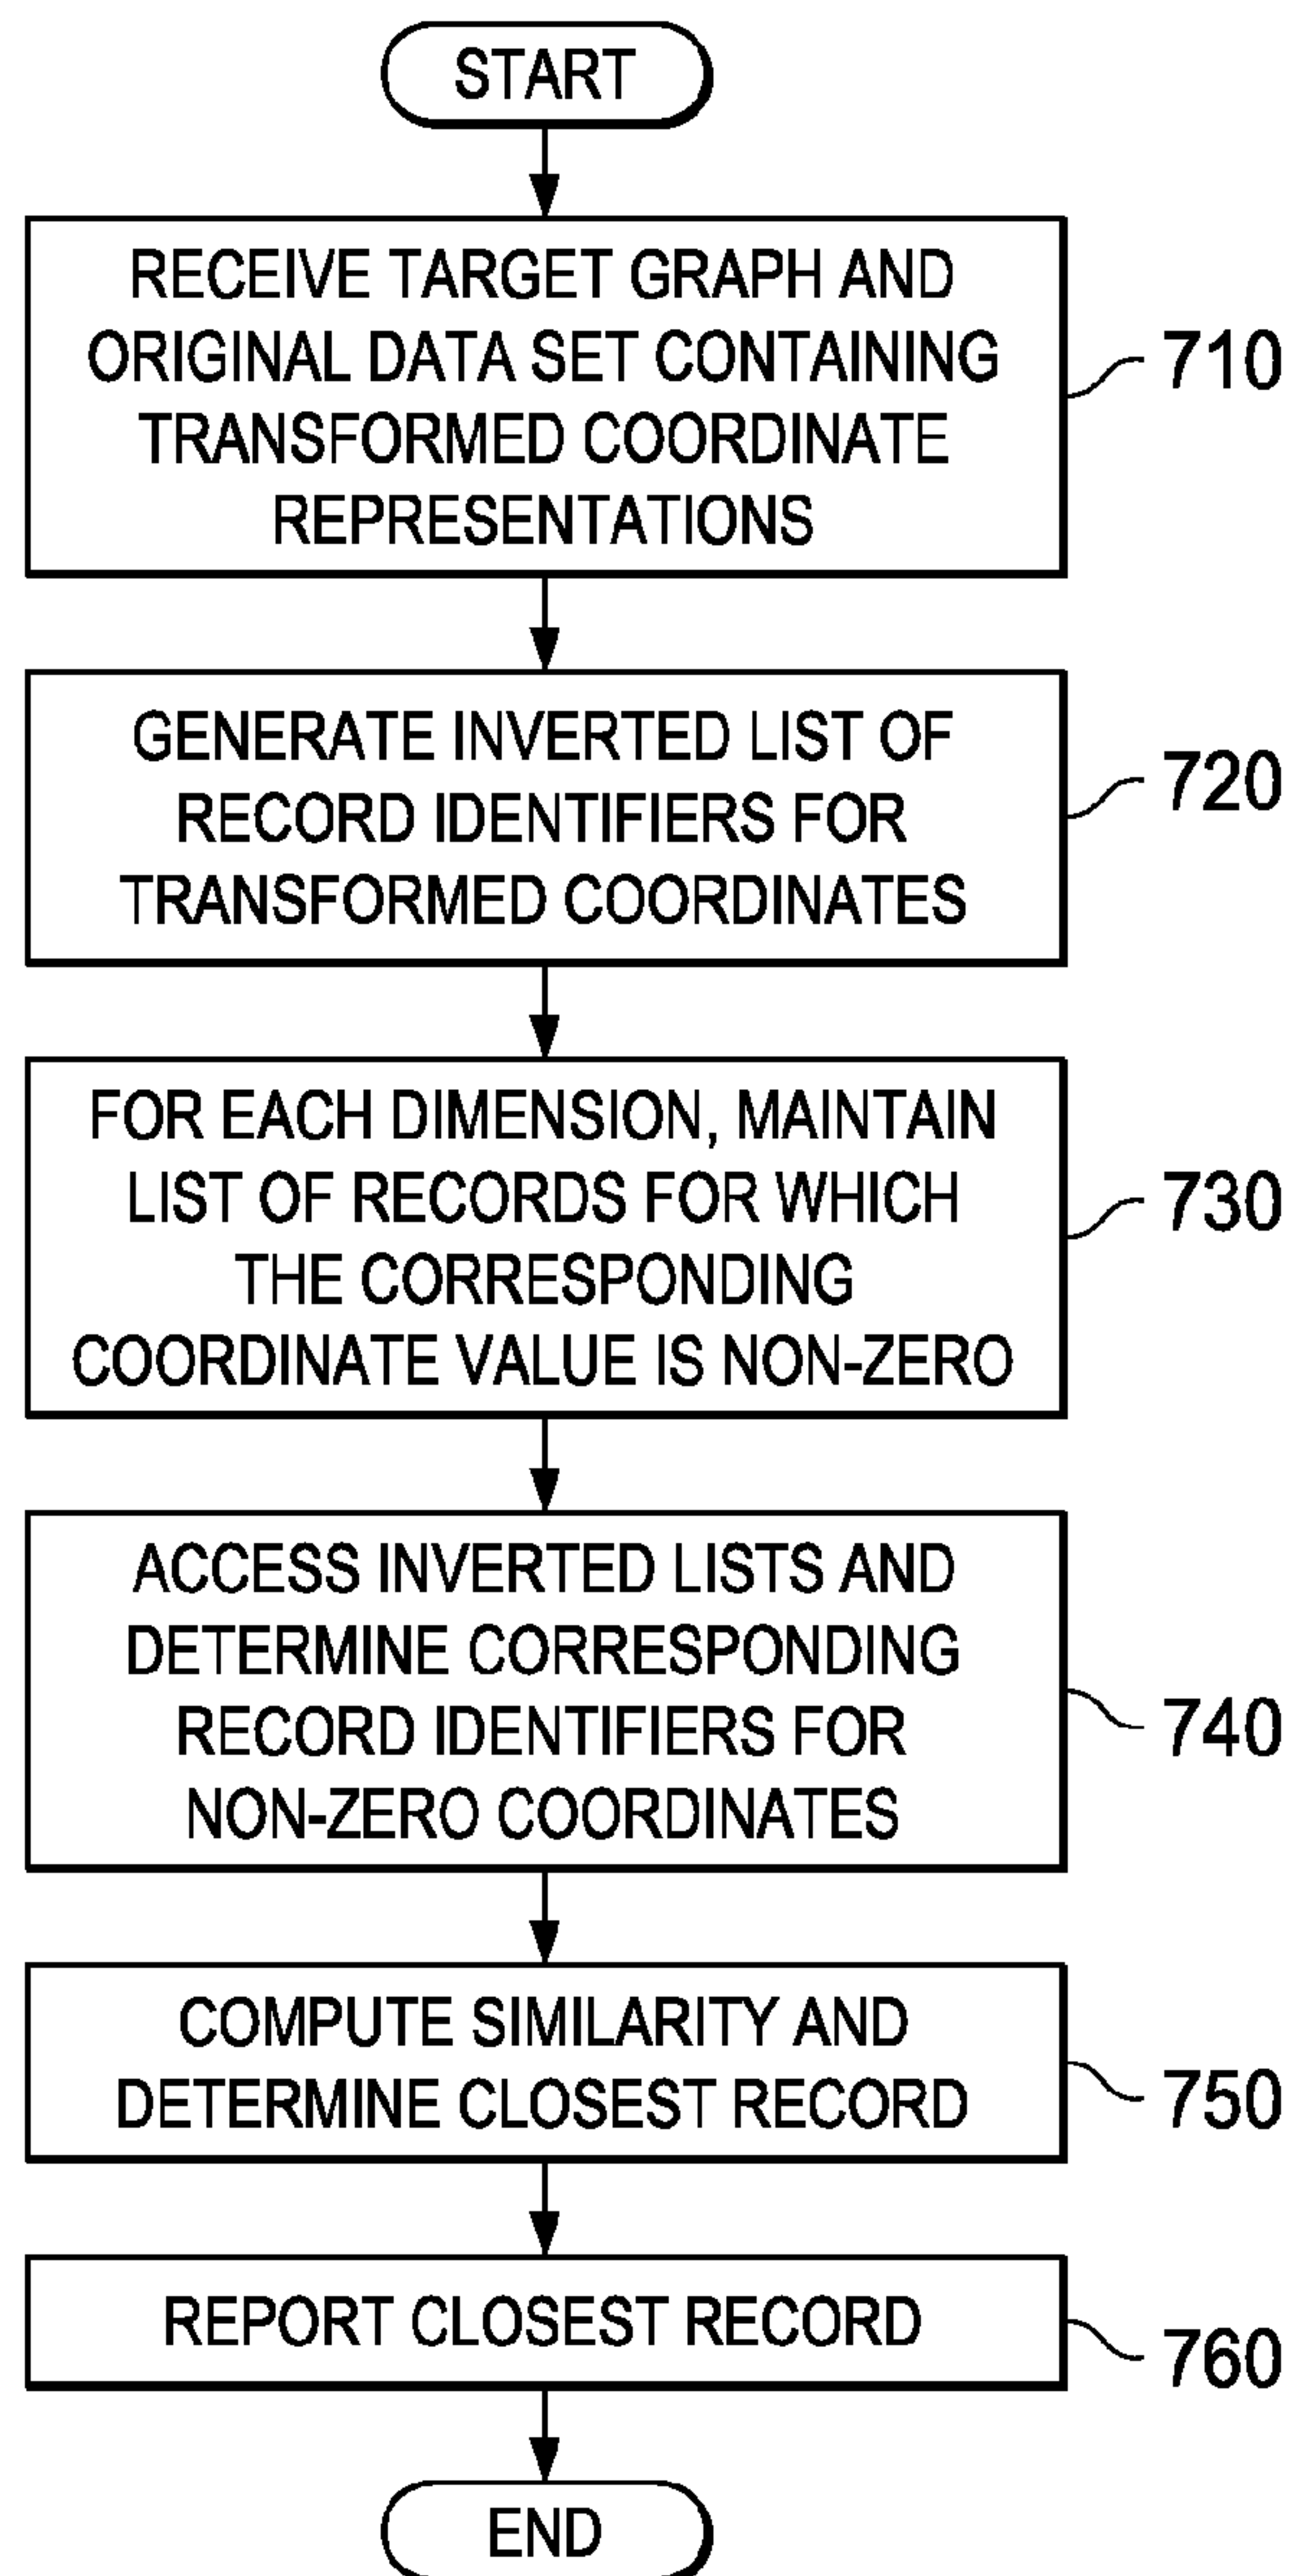 START
RECEIVE TARGET GRAPH AND
ORIGINAL DATA SET CONTAINING
TRANSFORMED COORDINATE
REPRESENTATIONS
710
GENERATE INVERTED LIST OF
RECORD IDENTIFIERS FOR
TRANSFORMED COORDINATES
720
FOR EACH DIMENSION, MAINTAIN
LIST OF RECORDS FOR WHICH
THE CORRESPONDING
COORDINATE VALUE IS NON-ZERO
730
ACCESS INVERTED LISTS AND
DETERMINE CORRESPONDING
RECORD IDENTIFIERS FOR
NON-ZERO COORDINATES
740
COMPUTE SIMILARITY AND
DETERMINE CLOSEST RECORD
750
REPORT CLOSEST RECORD
760
END